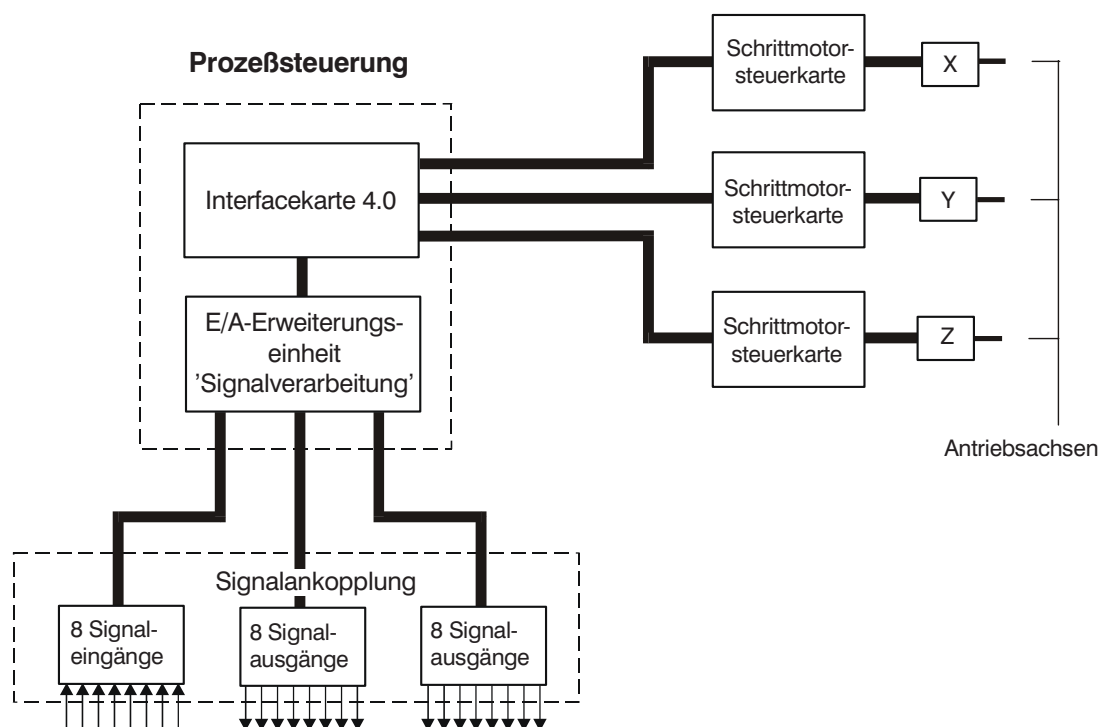 Prozeßsteuerung
Interfacekarte 4.0
E/A-Erweiterungs-
einheit
'Signalverarbeitung'
Schrittmotor-
steuerkarte
X
Schrittmotor-
steuerkarte
Y
Schrittmotor-
steuerkarte
Z
Antriebsachsen
Signalankopplung
8 Signal-
eingänge
8 Signal-
ausgänge
8 Signal-
ausgänge